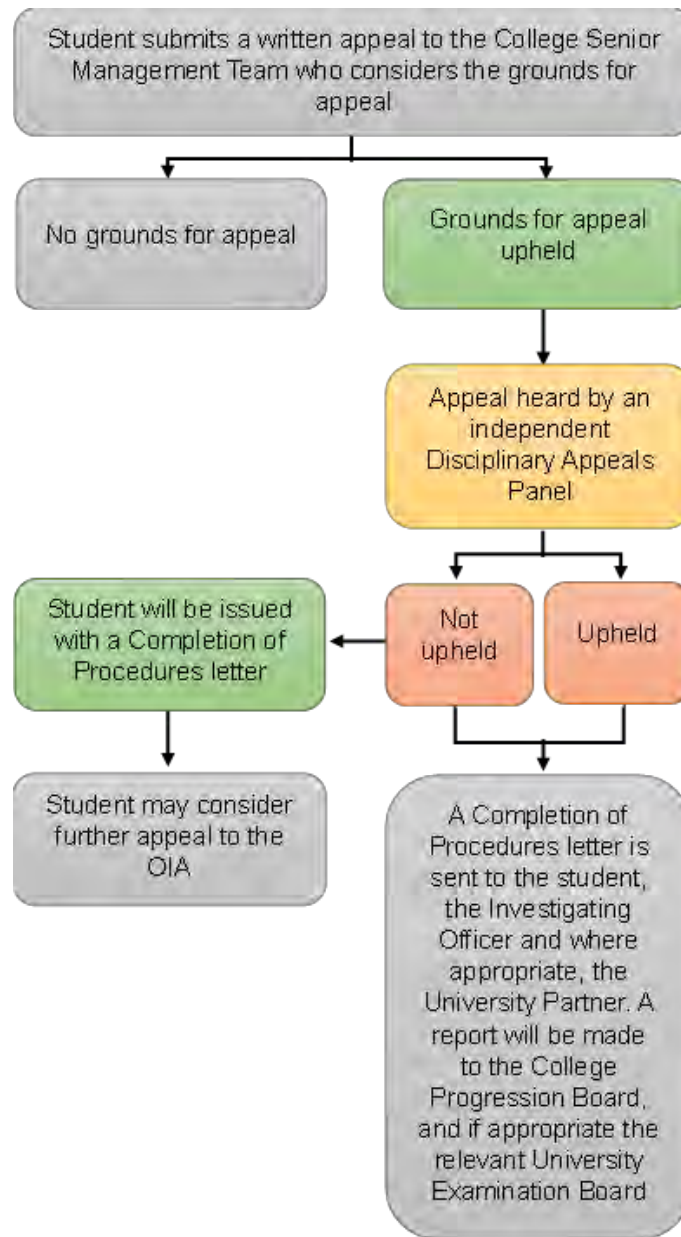 Student submits a written appeal to the College Senior
Management Team who considers the grounds for
appeal
No grounds for appeal
Grounds for appeal
upheld
Appeal heard by an
independent
Disciplinary Appeals
Panel
Student will be issued
with a Completion of
Procedures letter
Not
upheld
Upheld
Student may consider
further appeal to the
OIA
A Completion of
Procedures letter is
sent to the student,
the Investigating
Officer and where
appropriate, the
University Partner. A
report will be made
to the College
Progression Board,
and if appropriate the
relevant University
Examination Board